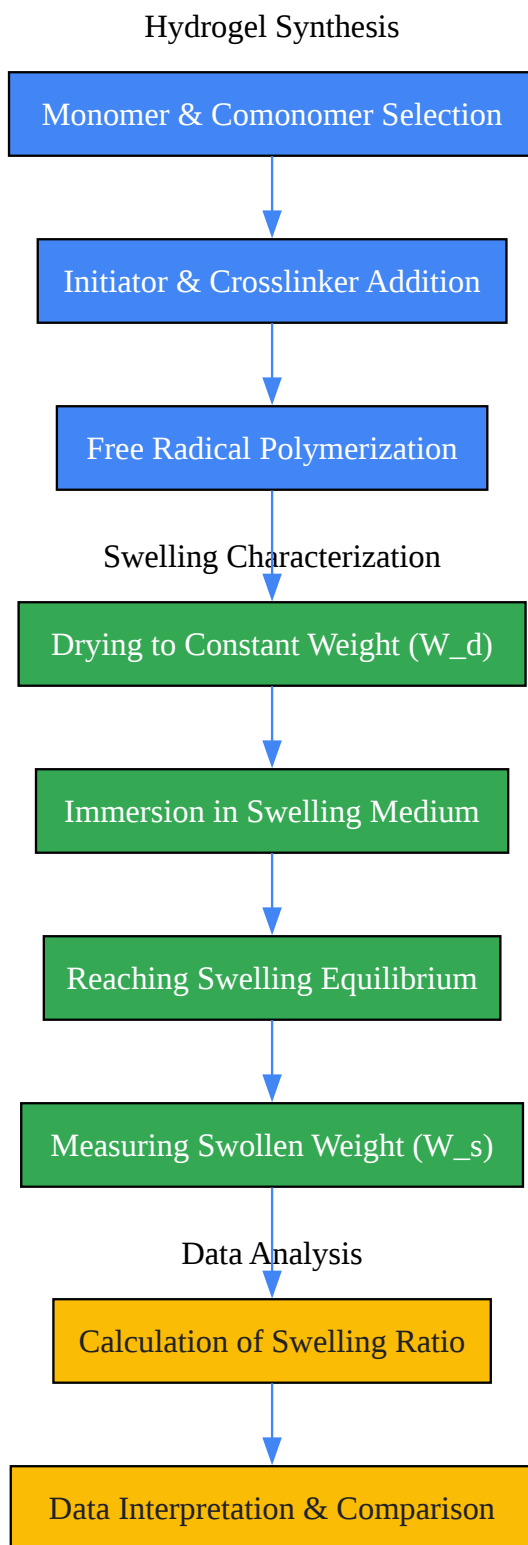 Hydrogel Synthesis
Monomer & Comonomer Selection
Initiator & Crosslinker Addition
Free Radical Polymerization
Swelling Characterization
Drying to Constant Weight (W_d)
Immersion in Swelling Medium
Reaching Swelling Equilibrium
Measuring Swollen Weight (W_s)
Data Analysis
Calculation of Swelling Ratio
Data Interpretation & Comparison